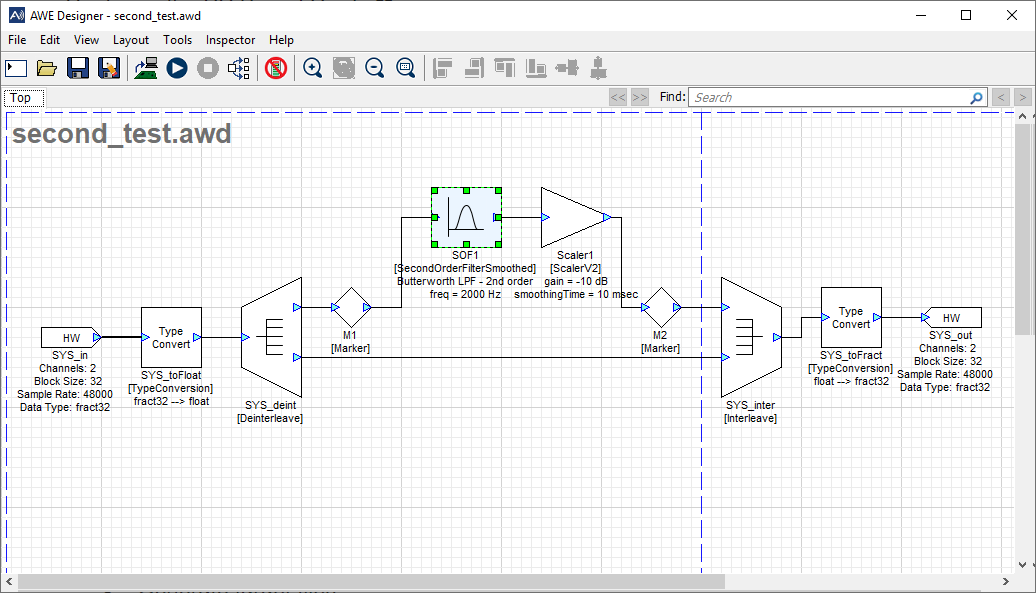 AWE Designer - second_test.awd
File Edit View Layout Tools Inspector Help
Top
<< >> Find: Search < >
second_test.awd
SOF1
[SecondOrderFilterSmoothed]
Butterworth LPF - 2nd order
freq = 2000 Hz
Scaler1
[ScalerV2]
gain = -10 dB
smoothingTime = 10 msec
HW
SYS_in
Channels: 2
Block Size: 32
Sample Rate: 48000
Data Type: fract32
Type
Convert
SYS_toFloat
[TypeConversion]
fract32 --> float
SYS_deint
[Deinterleave]
M1
[Marker]
M2
[Marker]
SYS_inter
[Interleave]
Type
Convert
SYS_toFract
[TypeConversion]
float --> fract32
HW
SYS_out
Channels: 2
Block Size: 32
Sample Rate: 48000
Data Type: fract32